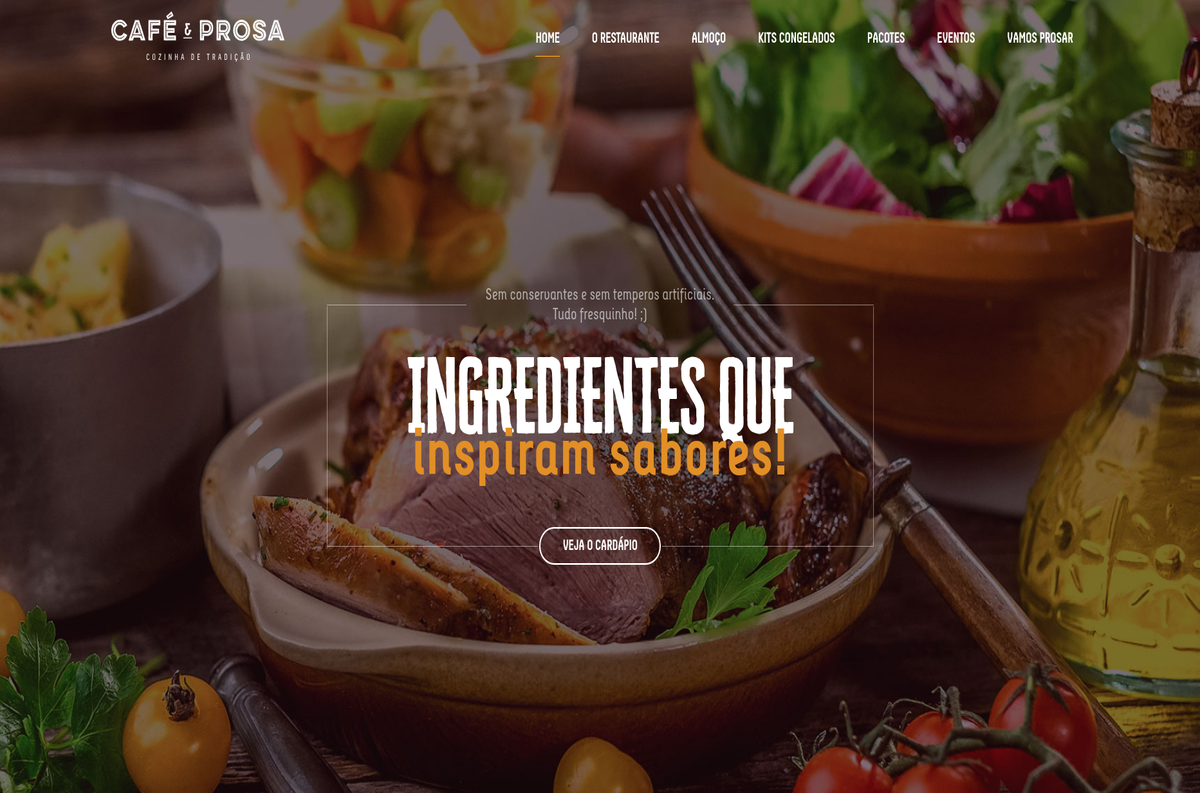 CAFÉ & PROSA
COZINHA DE TRADIÇÃO
HOME O RESTAURANTE ALMOÇO KITS CONGELADOS PACOTES EVENTOS VAMOS PROSAR
Sem conservantes e sem temperos artificiais.
Tudo fresquinho! ;)
INGREDIENTES QUE
inspiram sabores!
VEJA O CARDÁPIO